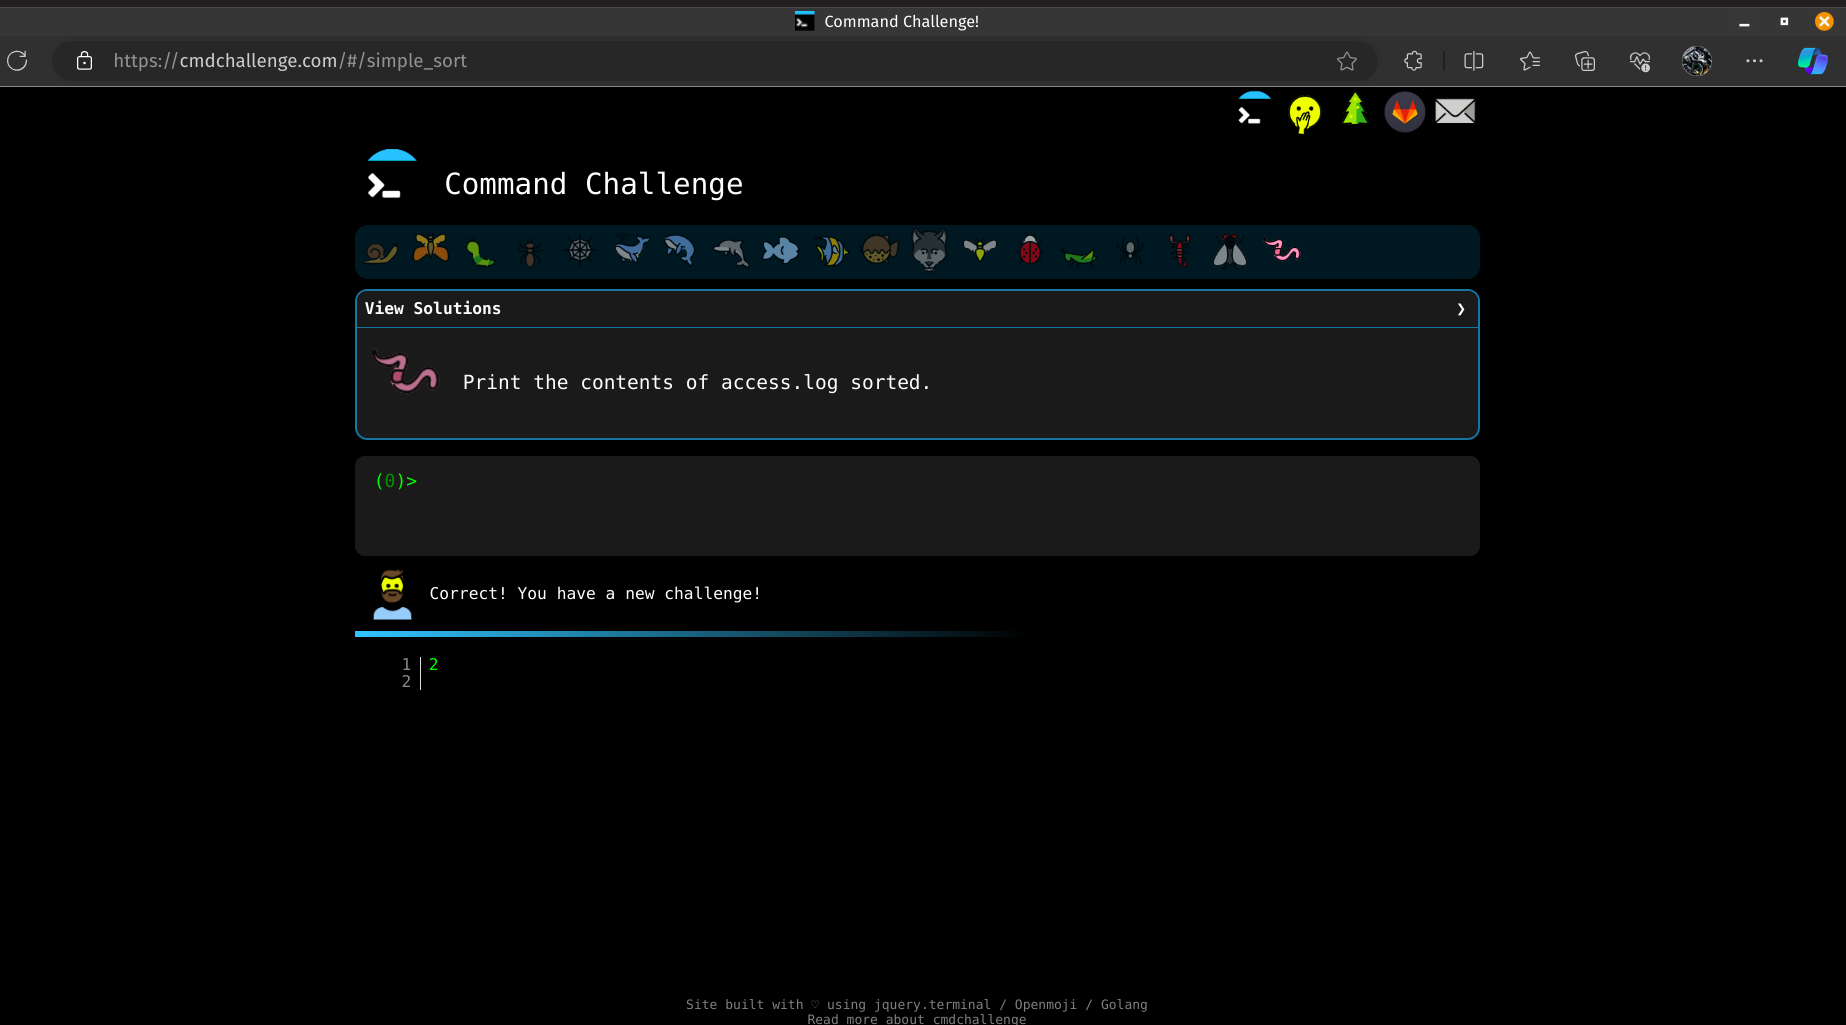 Command Challenge!
https://cmdchallenge.com/#/simple_sort
Command Challenge
View Solutions
Print the contents of access.log sorted.
(0)>
Correct! You have a new challenge!
1 2
2
Site built with ♡ using jquery.terminal / Openmoji / Golang
Read more about cmdchallenge